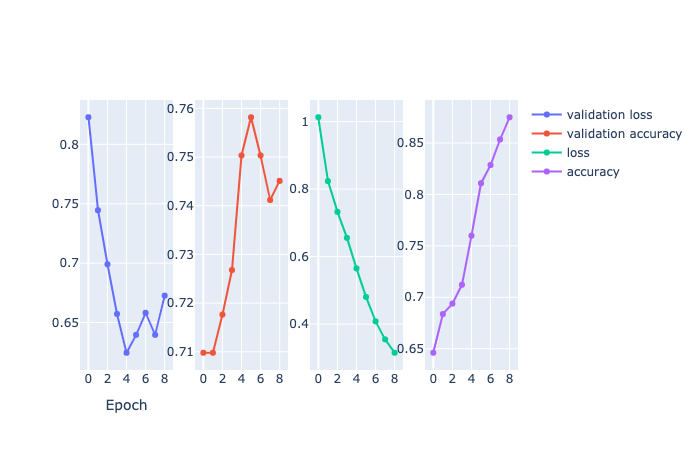 0.8
0.75
0.7
0.65
0 2 4 6 8
0.76
0.75
0.74
0.73
0.72
0.71
0 2 4 6 8
1
0.8
0.6
0.4
0 2 4 6 8
0.85
0.8
0.75
0.7
0.65
0 2 4 6 8
Epoch
validation loss
validation accuracy
loss
accuracy